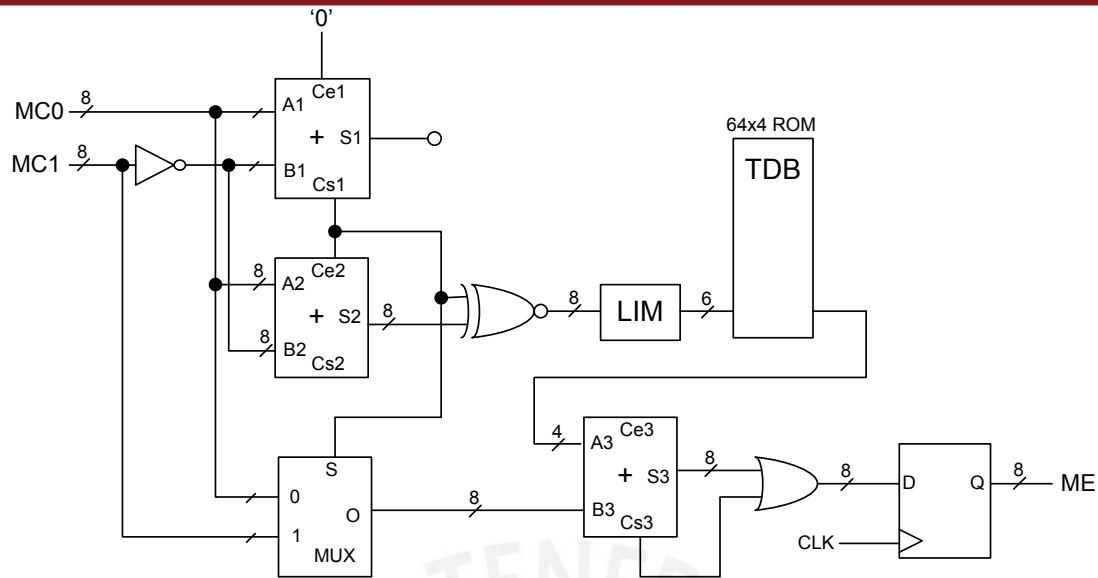 '0'
8
MC0
8
MC1
Ce1
A1
+
S1
B1
Cs1
Ce2
8
A2
+
S2
8
8
B2
Cs2
8
LIM
6
64x4 ROM
TDB
S
0
O
1
MUX
8
4
A3
Ce3
+
S3
B3
Cs3
8
8
D
Q
8
ME
CLK
TENEB